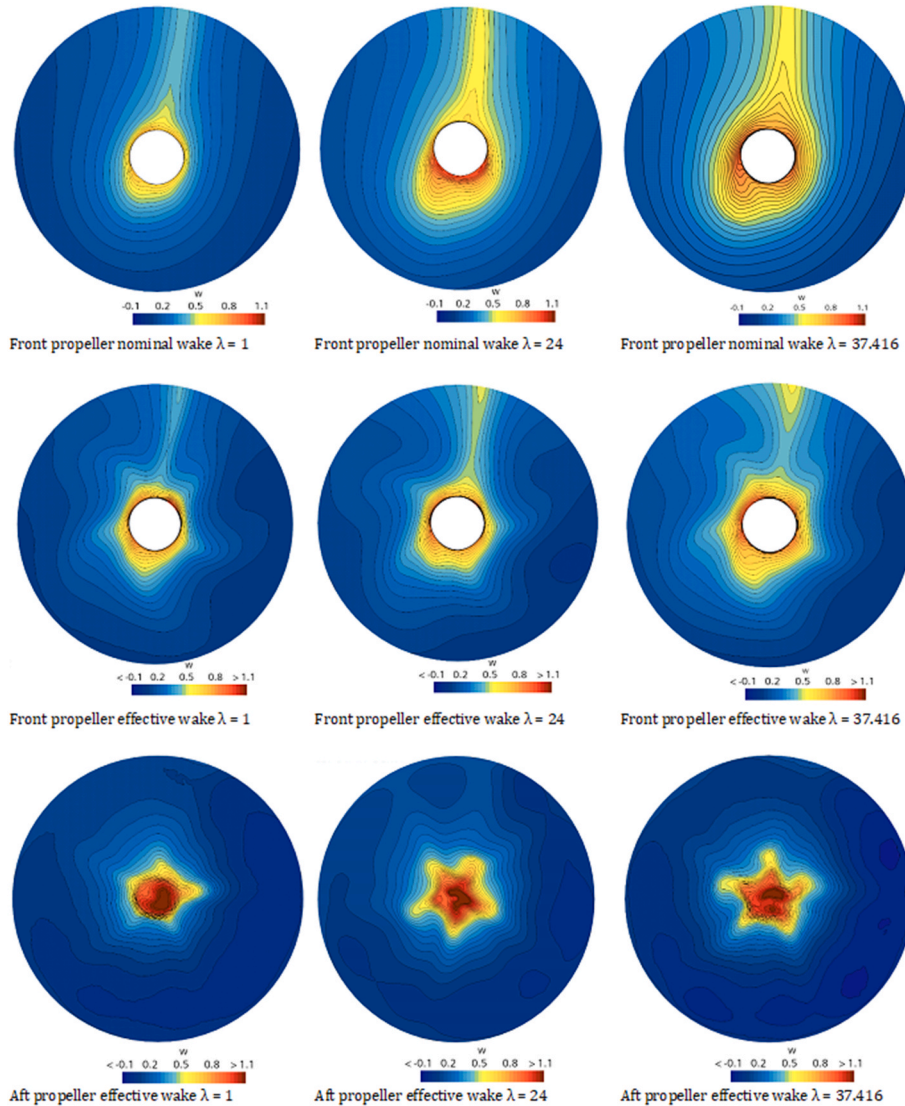 w w w
-0.1 0.2 0.5 0.8 1.1 -0.1 0.2 0.5 0.8 1.1 -0.1 0.2 0.5 0.8 1.1
Front propeller nominal wake λ = 1 Front propeller nominal wake λ = 24 Front propeller nominal wake λ = 37.416
w w w
<-0.1 0.2 0.5 0.8 >1.1 <-0.1 0.2 0.5 0.8 >1.1 <-0.1 0.2 0.5 0.8 >1.1
Front propeller effective wake λ = 1 Front propeller effective wake λ = 24 Front propeller effective wake λ = 37.416
w w w
<-0.1 0.2 0.5 0.8 >1.1 <-0.1 0.2 0.5 0.8 >1.1 <-0.1 0.2 0.5 0.8 >1.1
Aft propeller effective wake λ = 1 Aft propeller effective wake λ = 24 Aft propeller effective wake λ = 37.416